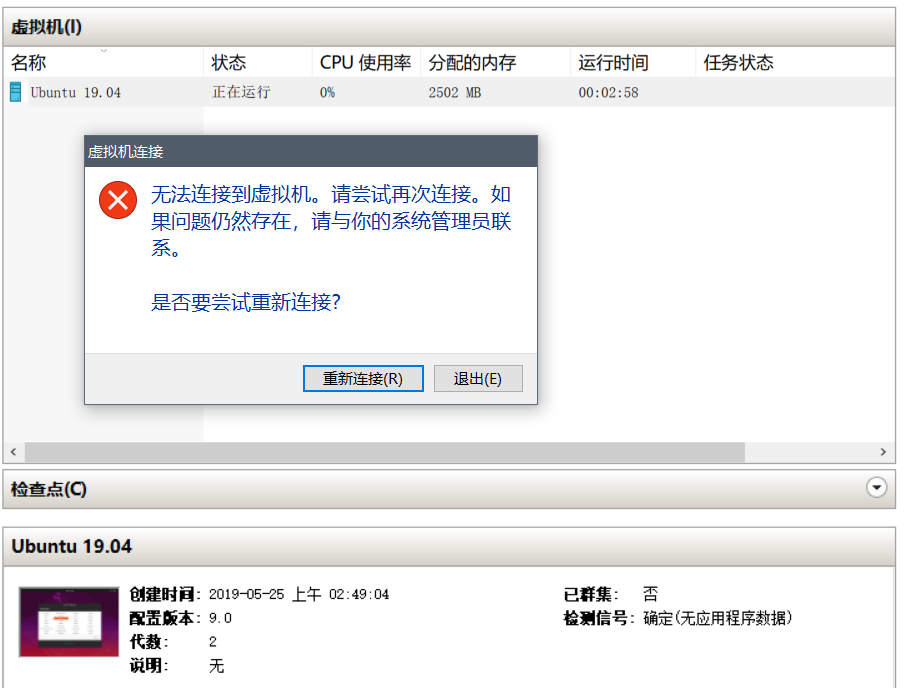 虚拟机(I)
名称 状态 CPU 使用率 分配的内存 运行时间 任务状态
Ubuntu 19.04 正在运行 0% 2502 MB 00:02:58
虚拟机连接
无法连接到虚拟机。请尝试再次连接。如
果问题仍然存在，请与你的系统管理员联
系。
是否要尝试重新连接?
重新连接(R) 退出(E)
检查点(C)
Ubuntu 19.04
创建时间: 2019-05-25 上午 02:49:04 已群集: 否
配置版本: 9.0 检测信号: 确定(无应用程序数据)
代数: 2
说明: 无